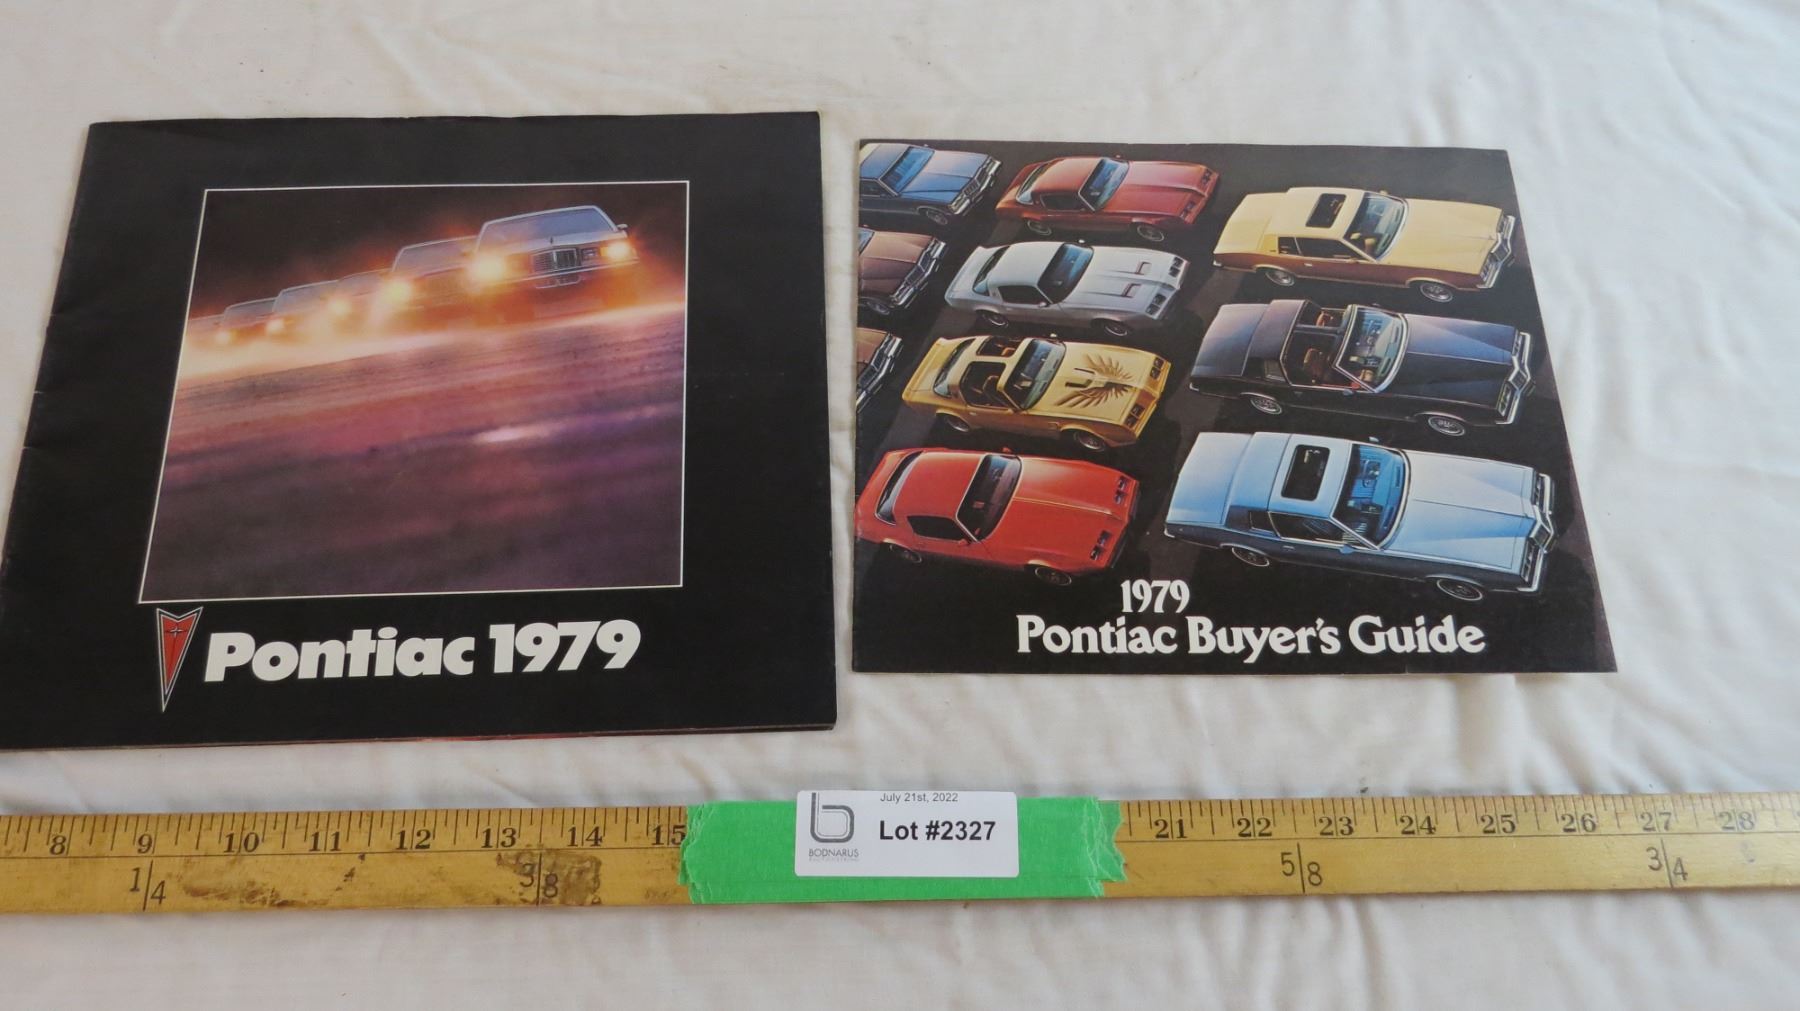 Pontiac 1979
1979
Pontiac Buyer's Guide
July 21st, 2022
Lot #2327
BODNARUS
8 9 10 11 12 13 14 15 21 22 23 24 25 26 27 28
1/4 3/8 5/8 3/4